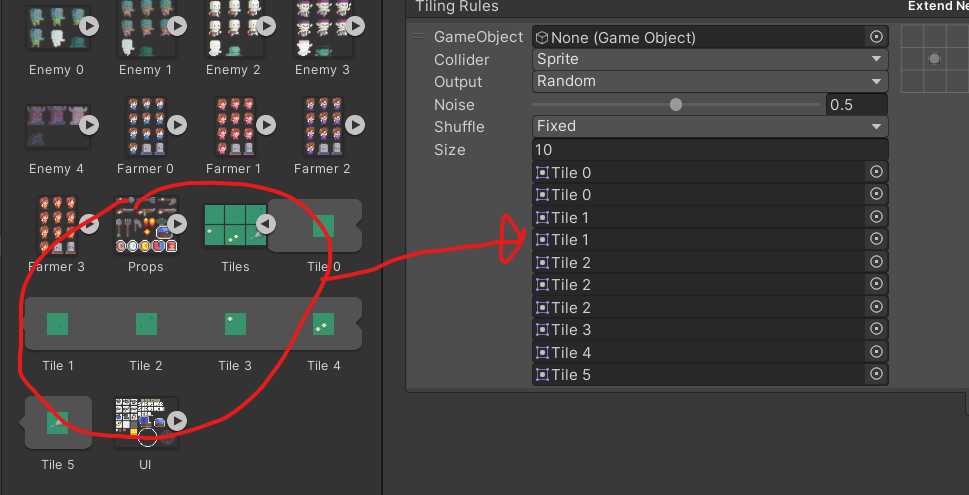 Tiling Rules
Extend Ne
Enemy 0
Enemy 1
Enemy 2
Enemy 3
Enemy 4
Farmer 0
Farmer 1
Farmer 2
Farmer 3
Props
Tiles
Tile 0
Tile 1
Tile 2
Tile 3
Tile 4
Tile 5
UI
GameObject
None (Game Object)
Collider
Sprite
Output
Random
Noise
0.5
Shuffle
Fixed
Size
10
Tile 0
Tile 0
Tile 1
Tile 1
Tile 2
Tile 2
Tile 2
Tile 3
Tile 4
Tile 5